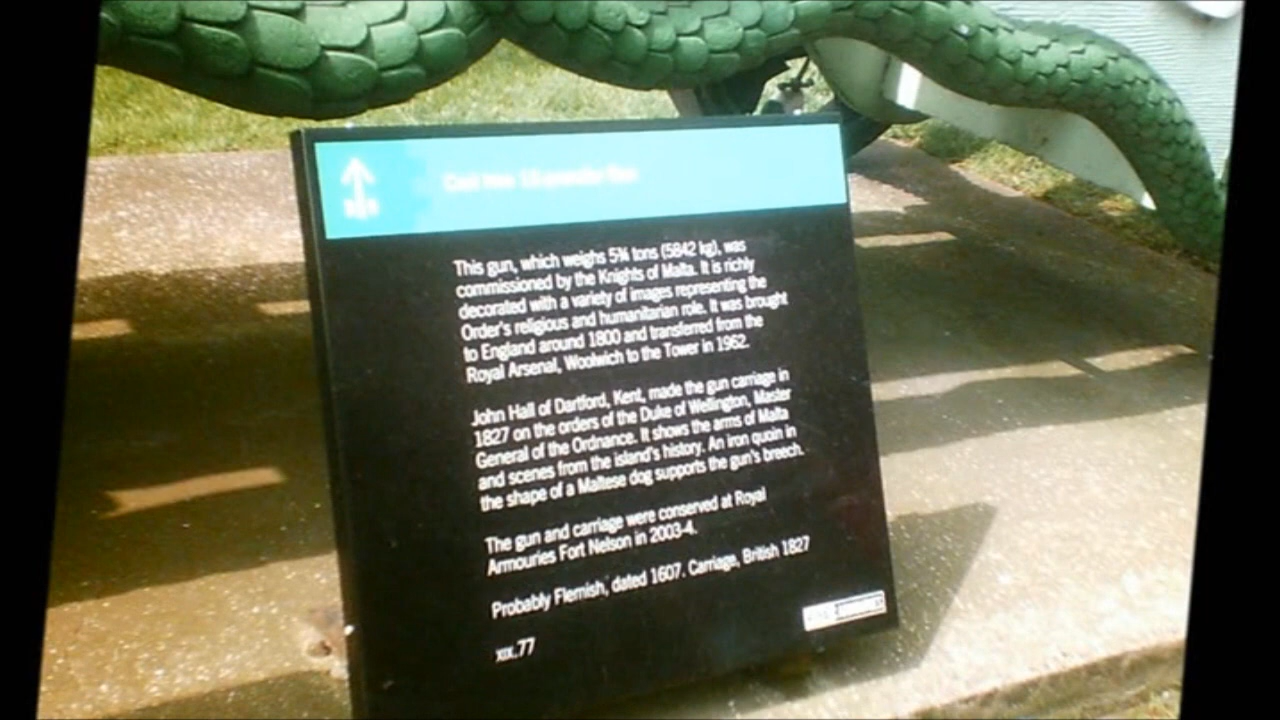 This gun, which weighs 5¾ tons (5842 kg), was
commissioned by the Knights of Malta. It is richly
decorated with a variety of images representing the
Order's religious and humanitarian role. It was brought
to England around 1800 and transferred from the
Royal Arsenal, Woolwich to the Tower in 1962.
John Hall of Dartford, Kent, made the gun carriage in
1827 on the orders of the Duke of Wellington, Master
General of the Ordnance. It shows the arms of Malta
and scenes from the island's history. An iron quoin in
the shape of a Maltese dog supports the gun's breech.
The gun and carriage were conserved at Royal
Armouries Fort Nelson in 2003-4.
Probably Flemish, dated 1607. Carriage, British 1827
xix.77